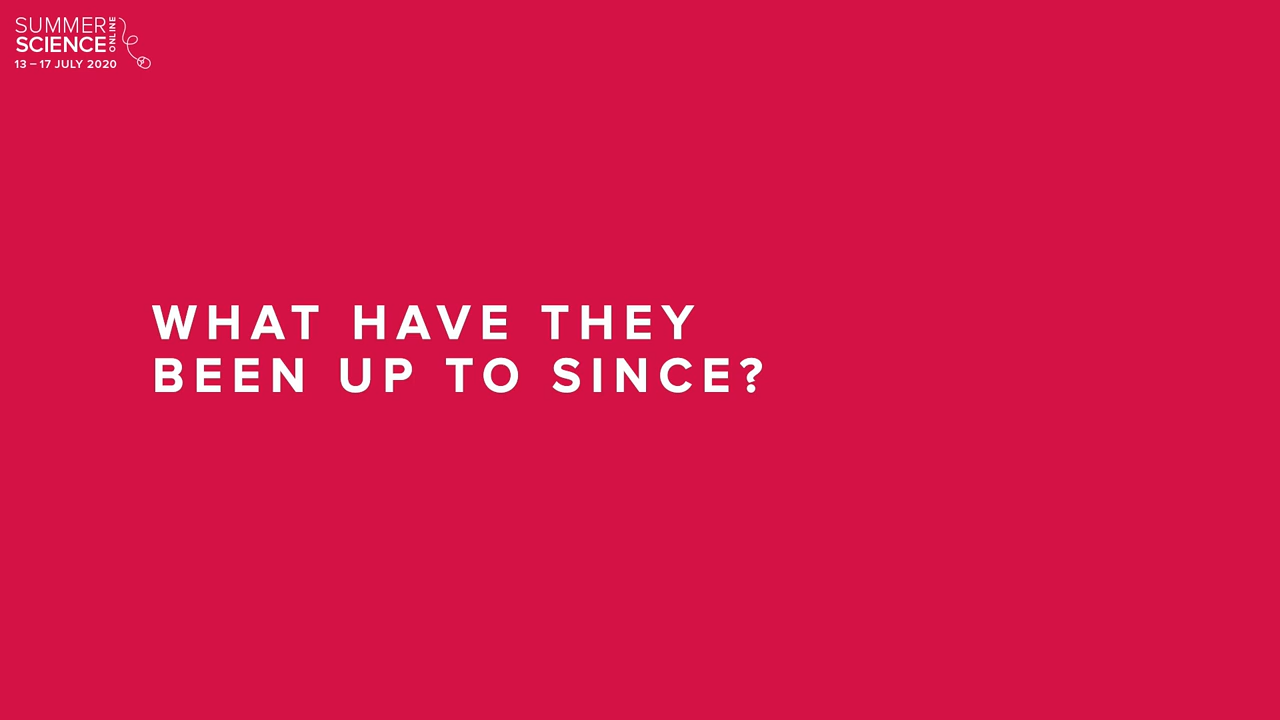 SUMMER
SCIENCE
ONLINE
13 – 17 JULY 2020
WHAT HAVE THEY
BEEN UP TO SINCE?